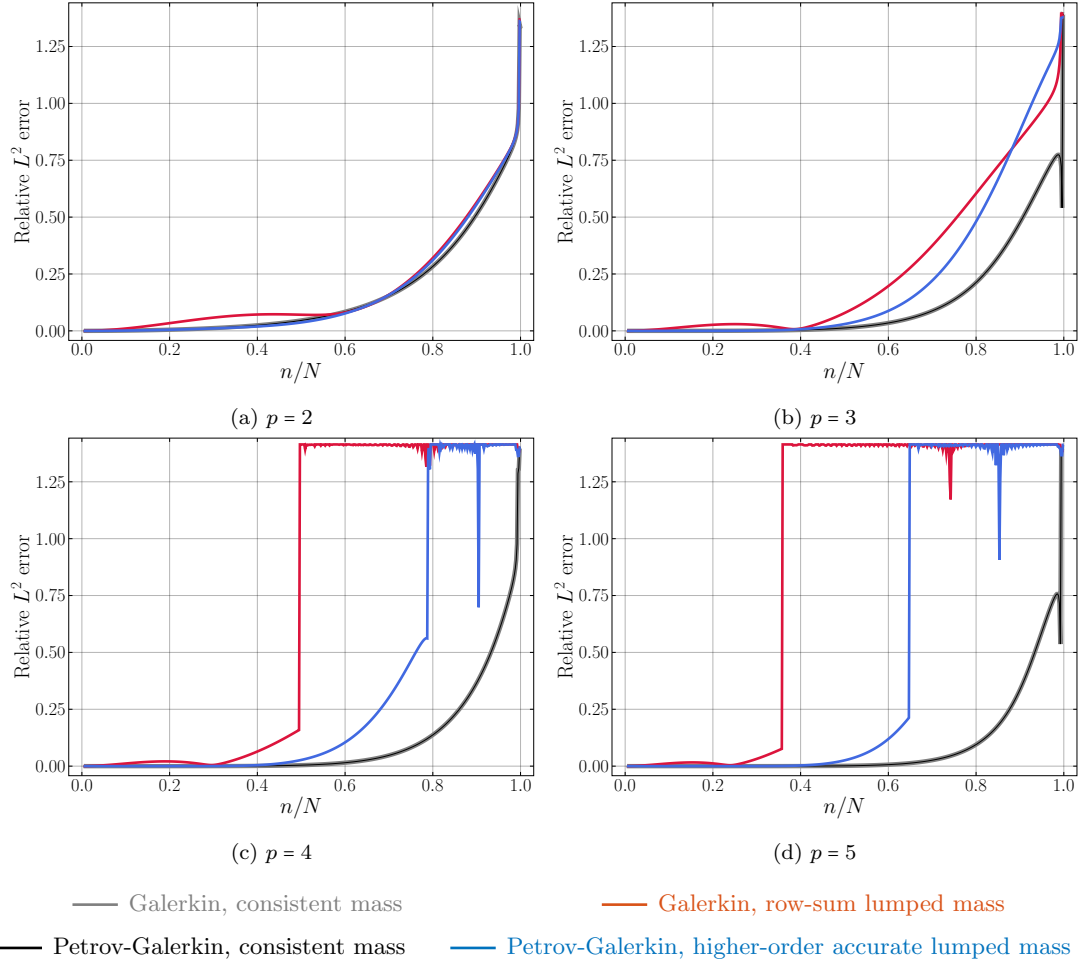 Relative L² error
1.25
1.00
0.75
0.50
0.25
0.00
0.0 0.2 0.4 0.6 0.8 1.0
n/N
(a) p = 2
Relative L² error
1.25
1.00
0.75
0.50
0.25
0.00
0.0 0.2 0.4 0.6 0.8 1.0
n/N
(b) p = 3
Relative L² error
1.25
1.00
0.75
0.50
0.25
0.00
0.0 0.2 0.4 0.6 0.8 1.0
n/N
(c) p = 4
Relative L² error
1.25
1.00
0.75
0.50
0.25
0.00
0.0 0.2 0.4 0.6 0.8 1.0
n/N
(d) p = 5
Galerkin, consistent mass
Galerkin, row-sum lumped mass
Petrov-Galerkin, consistent mass
Petrov-Galerkin, higher-order accurate lumped mass